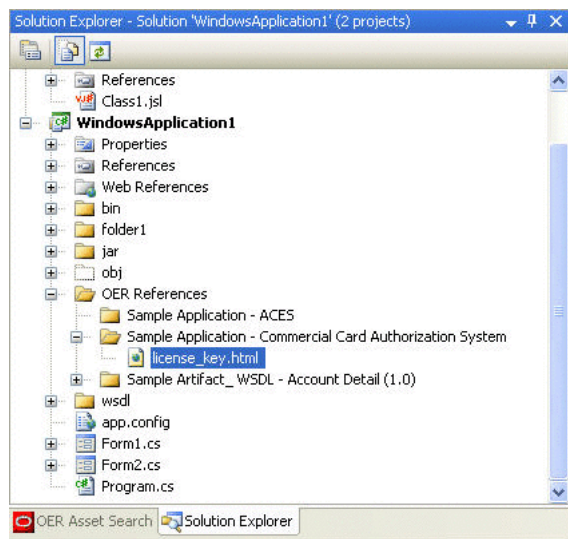 Solution Explorer - Solution 'WindowsApplication1' (2 projects)
References
Class1.jsl
WindowsApplication1
Properties
References
Web References
bin
folder1
jar
obj
OER References
Sample Application - ACES
Sample Application - Commercial Card Authorization System
license_key.html
Sample Artifact_ WSDL - Account Detail (1.0)
wsdl
app.config
Form1.cs
Form2.cs
Program.cs
OER Asset Search Solution Explorer